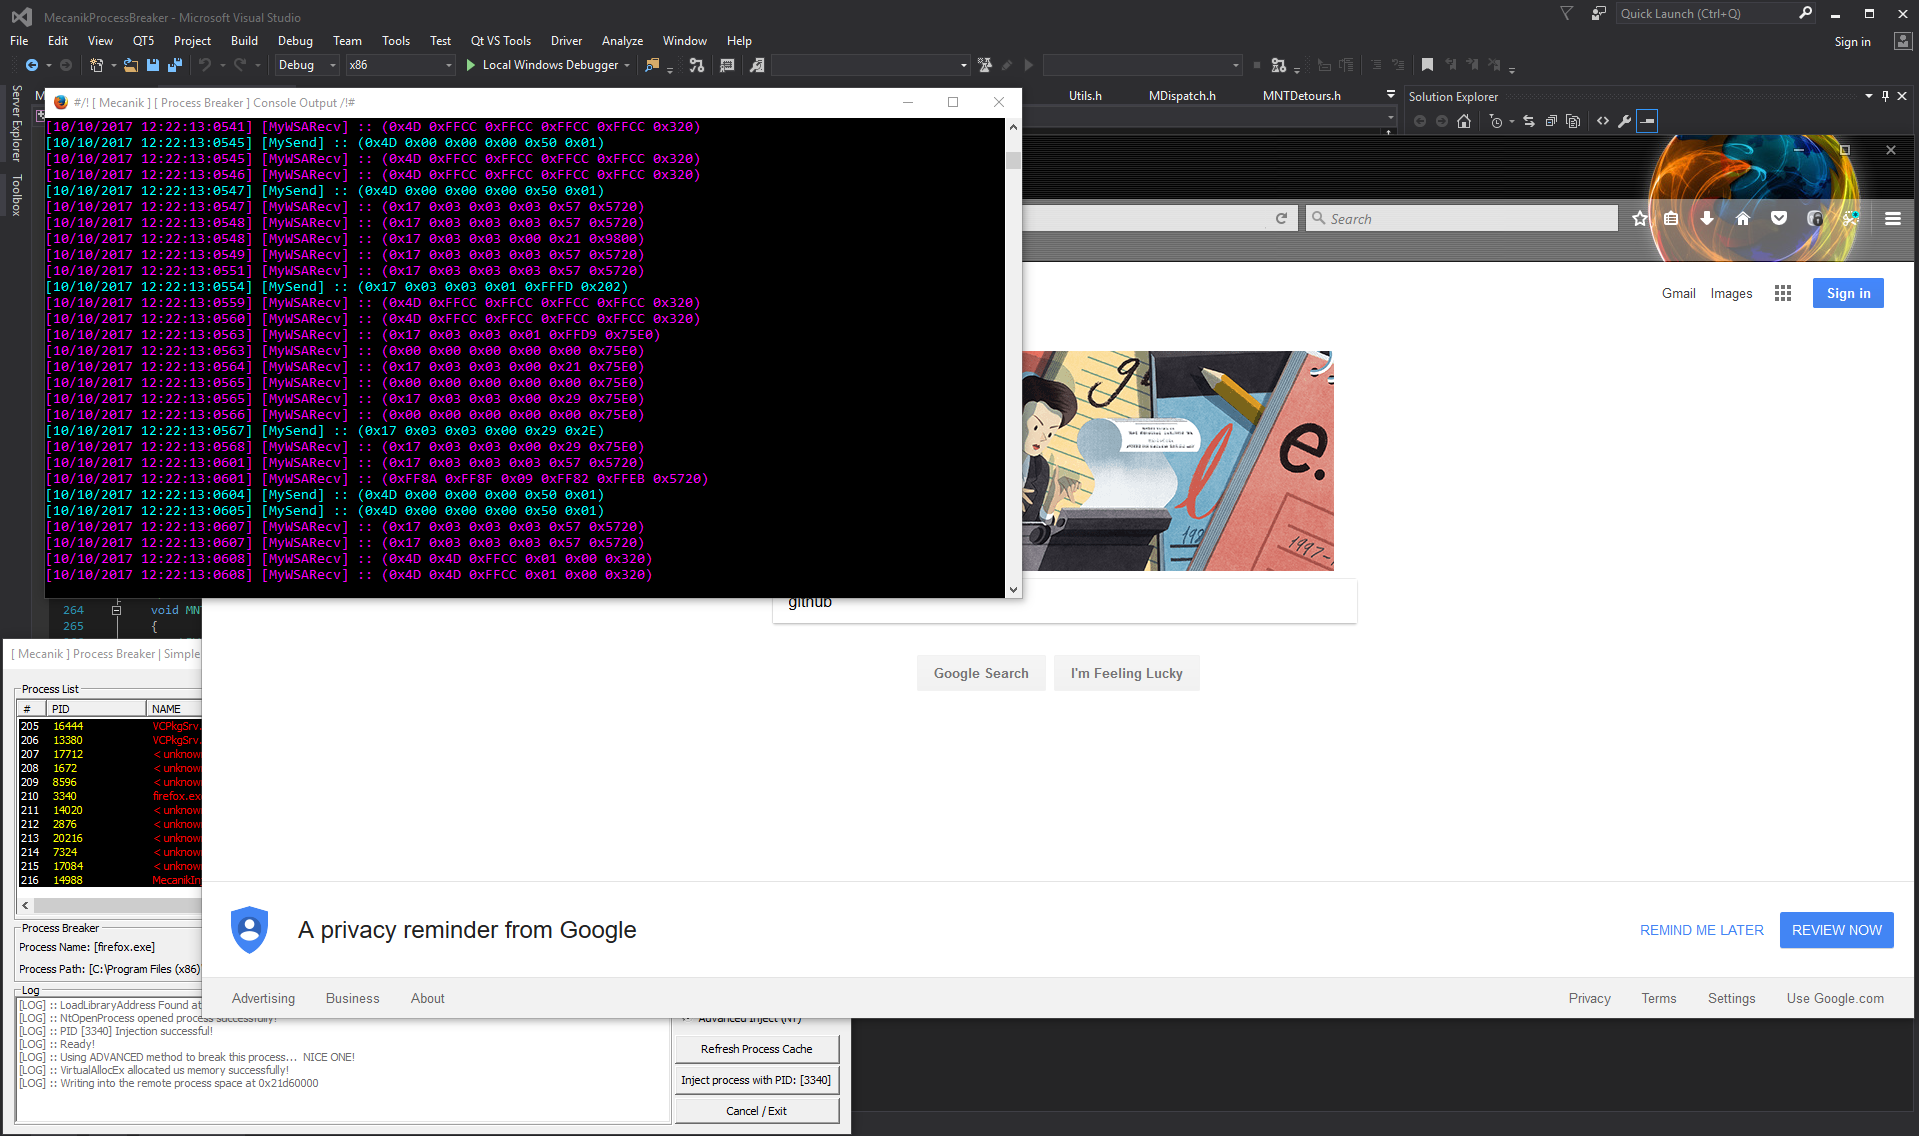 MecanikProcessBreaker - Microsoft Visual Studio
Quick Launch (Ctrl+Q)
File Edit View QT5 Project Build Debug Team Tools Test Qt VS Tools Driver Analyze Window Help
Sign in
Debug x86 Local Windows Debugger
Server Explorer
Toolbox
#/! [ Mecanik ] [ Process Breaker ] Console Output /!#
Utils.h MDispatch.h MNTDetours.h
Solution Explorer
[10/10/2017 12:22:13:0541] [MyWSARecv] :: (0x4D 0xFFCC 0xFFCC 0xFFCC 0xFFCC 0x320)
[10/10/2017 12:22:13:0545] [MySend] :: (0x4D 0x00 0x00 0x00 0x50 0x01)
[10/10/2017 12:22:13:0545] [MyWSARecv] :: (0x4D 0xFFCC 0xFFCC 0xFFCC 0xFFCC 0x320)
[10/10/2017 12:22:13:0546] [MyWSARecv] :: (0x4D 0xFFCC 0xFFCC 0xFFCC 0xFFCC 0x320)
[10/10/2017 12:22:13:0547] [MySend] :: (0x4D 0x00 0x00 0x00 0x50 0x01)
[10/10/2017 12:22:13:0547] [MyWSARecv] :: (0x17 0x03 0x03 0x03 0x57 0x5720)
[10/10/2017 12:22:13:0548] [MyWSARecv] :: (0x17 0x03 0x03 0x03 0x57 0x5720)
[10/10/2017 12:22:13:0548] [MyWSARecv] :: (0x17 0x03 0x03 0x00 0x21 0x9800)
[10/10/2017 12:22:13:0549] [MyWSARecv] :: (0x17 0x03 0x03 0x03 0x57 0x5720)
[10/10/2017 12:22:13:0551] [MyWSARecv] :: (0x17 0x03 0x03 0x03 0x57 0x5720)
[10/10/2017 12:22:13:0554] [MySend] :: (0x17 0x03 0x03 0x01 0xFFFD 0x202)
[10/10/2017 12:22:13:0559] [MyWSARecv] :: (0x4D 0xFFCC 0xFFCC 0xFFCC 0xFFCC 0x320)
[10/10/2017 12:22:13:0560] [MyWSARecv] :: (0x4D 0xFFCC 0xFFCC 0xFFCC 0xFFCC 0x320)
[10/10/2017 12:22:13:0563] [MyWSARecv] :: (0x17 0x03 0x03 0x01 0xFFD9 0x75E0)
[10/10/2017 12:22:13:0563] [MyWSARecv] :: (0x00 0x00 0x00 0x00 0x00 0x75E0)
[10/10/2017 12:22:13:0564] [MyWSARecv] :: (0x17 0x03 0x03 0x00 0x21 0x75E0)
[10/10/2017 12:22:13:0565] [MyWSARecv] :: (0x00 0x00 0x00 0x00 0x00 0x75E0)
[10/10/2017 12:22:13:0565] [MyWSARecv] :: (0x17 0x03 0x03 0x00 0x29 0x75E0)
[10/10/2017 12:22:13:0566] [MyWSARecv] :: (0x00 0x00 0x00 0x00 0x00 0x75E0)
[10/10/2017 12:22:13:0567] [MySend] :: (0x17 0x03 0x03 0x00 0x29 0x2E)
[10/10/2017 12:22:13:0568] [MyWSARecv] :: (0x17 0x03 0x03 0x00 0x29 0x75E0)
[10/10/2017 12:22:13:0601] [MyWSARecv] :: (0x17 0x03 0x03 0x03 0x57 0x5720)
[10/10/2017 12:22:13:0601] [MyWSARecv] :: (0xFF8A 0xFF8F 0x09 0xFF82 0xFFEB 0x5720)
[10/10/2017 12:22:13:0604] [MySend] :: (0x4D 0x00 0x00 0x00 0x50 0x01)
[10/10/2017 12:22:13:0605] [MySend] :: (0x4D 0x00 0x00 0x00 0x50 0x01)
[10/10/2017 12:22:13:0607] [MyWSARecv] :: (0x17 0x03 0x03 0x03 0x57 0x5720)
[10/10/2017 12:22:13:0607] [MyWSARecv] :: (0x17 0x03 0x03 0x03 0x57 0x5720)
[10/10/2017 12:22:13:0608] [MyWSARecv] :: (0x4D 0x4D 0xFFCC 0x01 0x00 0x320)
[10/10/2017 12:22:13:0608] [MyWSARecv] :: (0x4D 0x4D 0xFFCC 0x01 0x00 0x320)
Search
Gmail Images Sign in
g l e.
1997-
github
Google Search I'm Feeling Lucky
264 void MNT
265 {
[ Mecanik ] Process Breaker | Simple
Process List
# PID NAME
205 16444 VCPkgSrv.
206 13380 VCPkgSrv.
207 17712 < unknow
208 1672 < unknow
209 8596 < unknow
210 3340 firefox.ex
211 14020 < unknow
212 2876 < unknow
213 20216 < unknow
214 7324 < unknow
215 17084 < unknow
216 14988 MecanikIn
A privacy reminder from Google
REMIND ME LATER REVIEW NOW
Advertising Business About
Privacy Terms Settings Use Google.com
Process Breaker
Process Name: [firefox.exe]
Process Path: [C:\Program Files (x86)
Log
[LOG] :: LoadLibraryAddress Found at
[LOG] :: NtOpenProcess opened process successfully!
[LOG] :: PID [3340] Injection successful!
[LOG] :: Ready!
[LOG] :: Using ADVANCED method to break this process... NICE ONE!
[LOG] :: VirtualAllocEx allocated us memory successfully!
[LOG] :: Writing into the remote process space at 0x21d60000
Advanced Inject (NT)
Refresh Process Cache
Inject process with PID: [3340]
Cancel / Exit